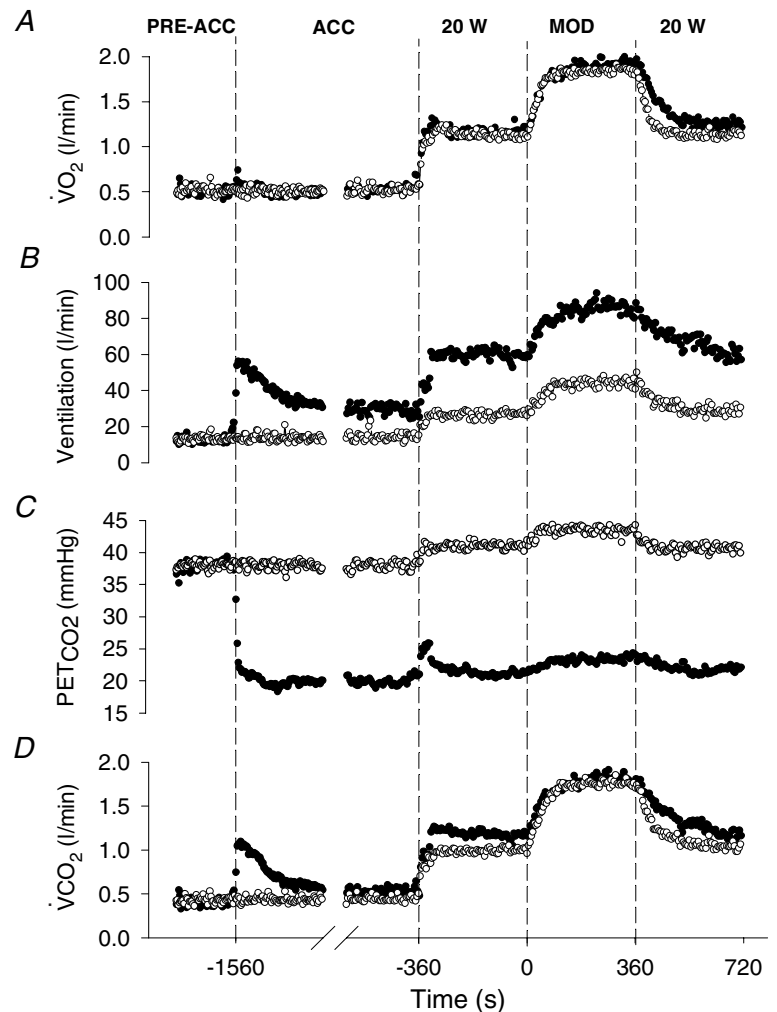 A
PRE-ACC ACC 20 W MOD 20 W
2.0
1.5
1.0
0.5
0.0
V̇O2 (l/min)
B
100
80
60
40
20
0
Ventilation (l/min)
C
45
40
35
30
25
20
15
PETCO2 (mmHg)
D
2.0
1.5
1.0
0.5
0.0
V̇CO2 (l/min)
-1560 -360 0 360 720
Time (s)